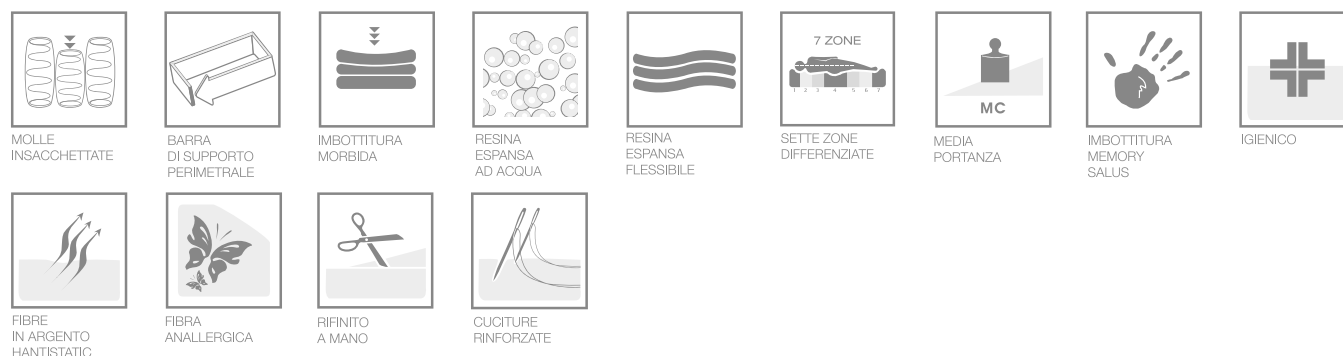 MOLLE
INSACCHETTATE
BARRA
DI SUPPORTO
PERIMETRALE
IMBOTTITURA
MORBIDA
RESINA
ESPANSA
AD ACQUA
RESINA
ESPANSA
FLESSIBILE
7 ZONE
1 2 3 4 5 6 7
SETTE ZONE
DIFFERENZIATE
MC
MEDIA
PORTANZA
IMBOTTITURA
MEMORY
SALUS
IGIENICO
FIBRE
IN ARGENTO
HANTISTATIC
FIBRA
ANALLERGICA
RIFINITO
A MANO
CUCITURE
RINFORZATE